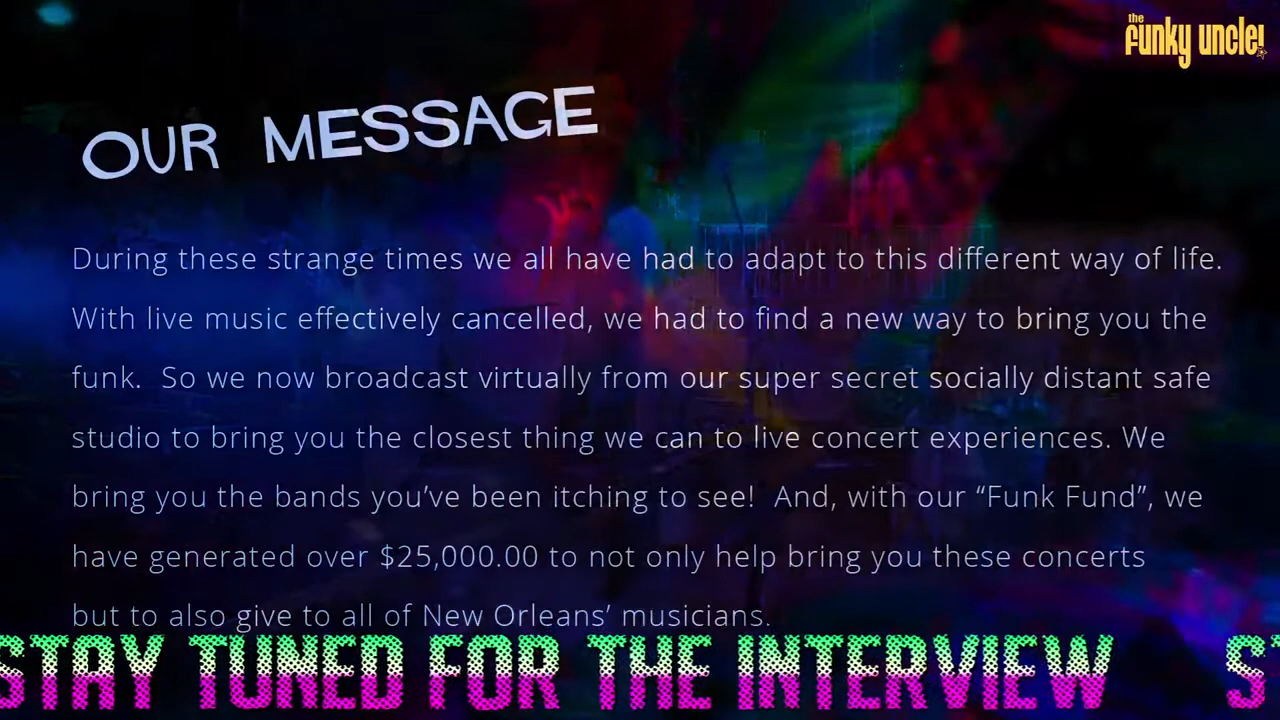 the
funky uncle!
OUR MESSAGE
During these strange times we all have had to adapt to this different way of life.
With live music effectively cancelled, we had to find a new way to bring you the
funk.  So we now broadcast virtually from our super secret socially distant safe
studio to bring you the closest thing we can to live concert experiences. We
bring you the bands you’ve been itching to see!  And, with our “Funk Fund”, we
have generated over $25,000.00 to not only help bring you these concerts
but to also give to all of New Orleans’ musicians.
STAY TUNED FOR THE INTERVIEW ST